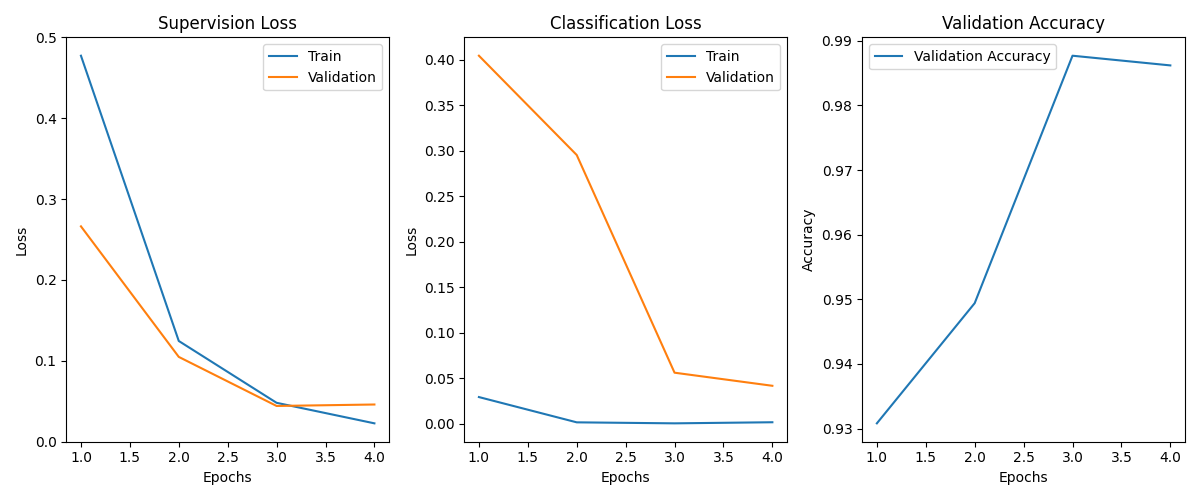 Supervision Loss
Loss
0.5
0.4
0.3
0.2
0.1
0.0
Train
Validation
1.0 1.5 2.0 2.5 3.0 3.5 4.0
Epochs
Classification Loss
Loss
0.40
0.35
0.30
0.25
0.20
0.15
0.10
0.05
0.00
Train
Validation
1.0 1.5 2.0 2.5 3.0 3.5 4.0
Epochs
Validation Accuracy
Accuracy
0.99
0.98
0.97
0.96
0.95
0.94
0.93
Validation Accuracy
1.0 1.5 2.0 2.5 3.0 3.5 4.0
Epochs